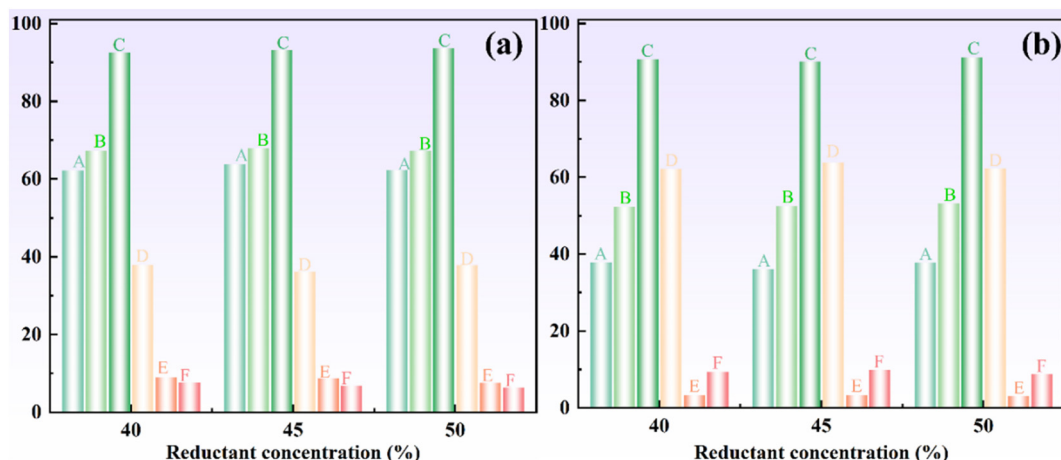 (a)
100
80
60
40
20
0
A B C D E F
A B C D E F
A B C D E F
40 45 50
Reductant concentration (%)
(b)
100
80
60
40
20
0
A B C D E F
A B C D E F
A B C D E F
40 45 50
Reductant concentration (%)